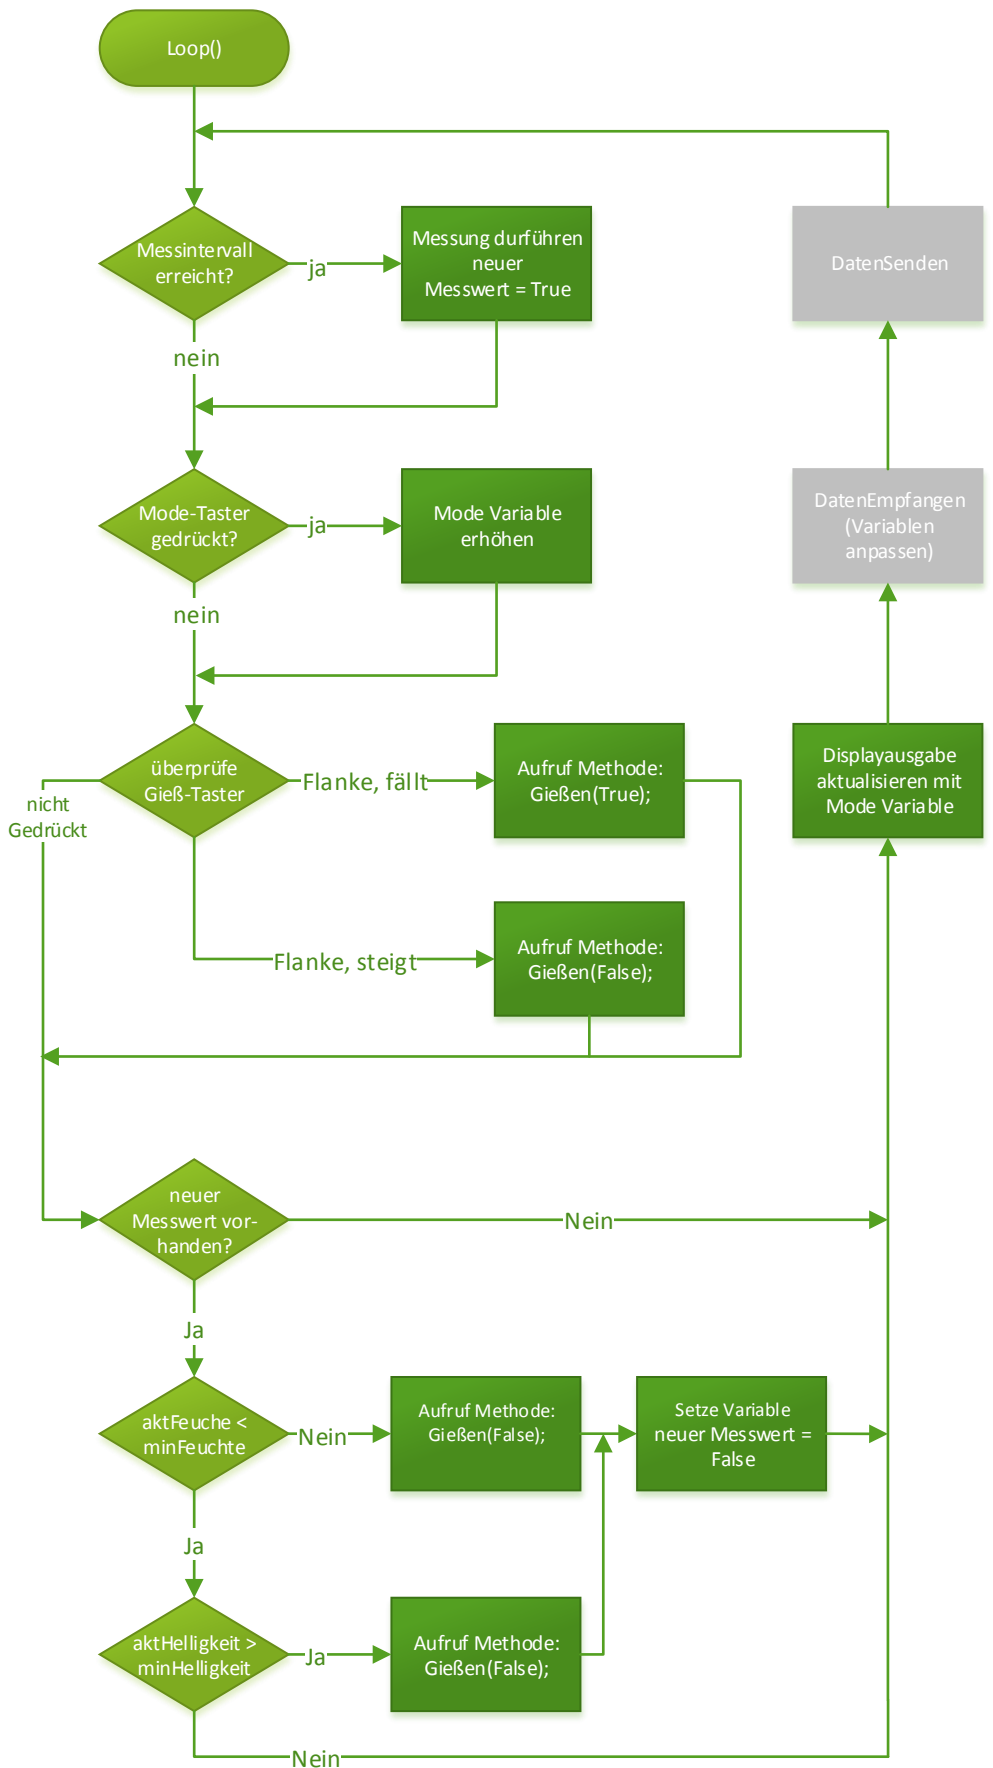 Loop()
Messintervall
erreicht?
ja
Messung durführen
neuer
Messwert = True
DatenSenden
nein
Mode-Taster
gedrückt?
ja
Mode Variable
erhöhen
DatenEmpfangen
(Variablen
anpassen)
nein
überprüfe
Gieß-Taster
nicht
Gedrückt
Flanke, fällt
Aufruf Methode:
Gießen(True);
Displayausgabe
aktualisieren mit
Mode Variable
Flanke, steigt
Aufruf Methode:
Gießen(False);
neuer
Messwert vor-
handen?
Nein
Ja
aktFeuche <
minFeuchte
Nein
Aufruf Methode:
Gießen(False);
Setze Variable
neuer Messwert =
False
Ja
aktHelligkeit >
minHelligkeit
Ja
Aufruf Methode:
Gießen(False);
Nein